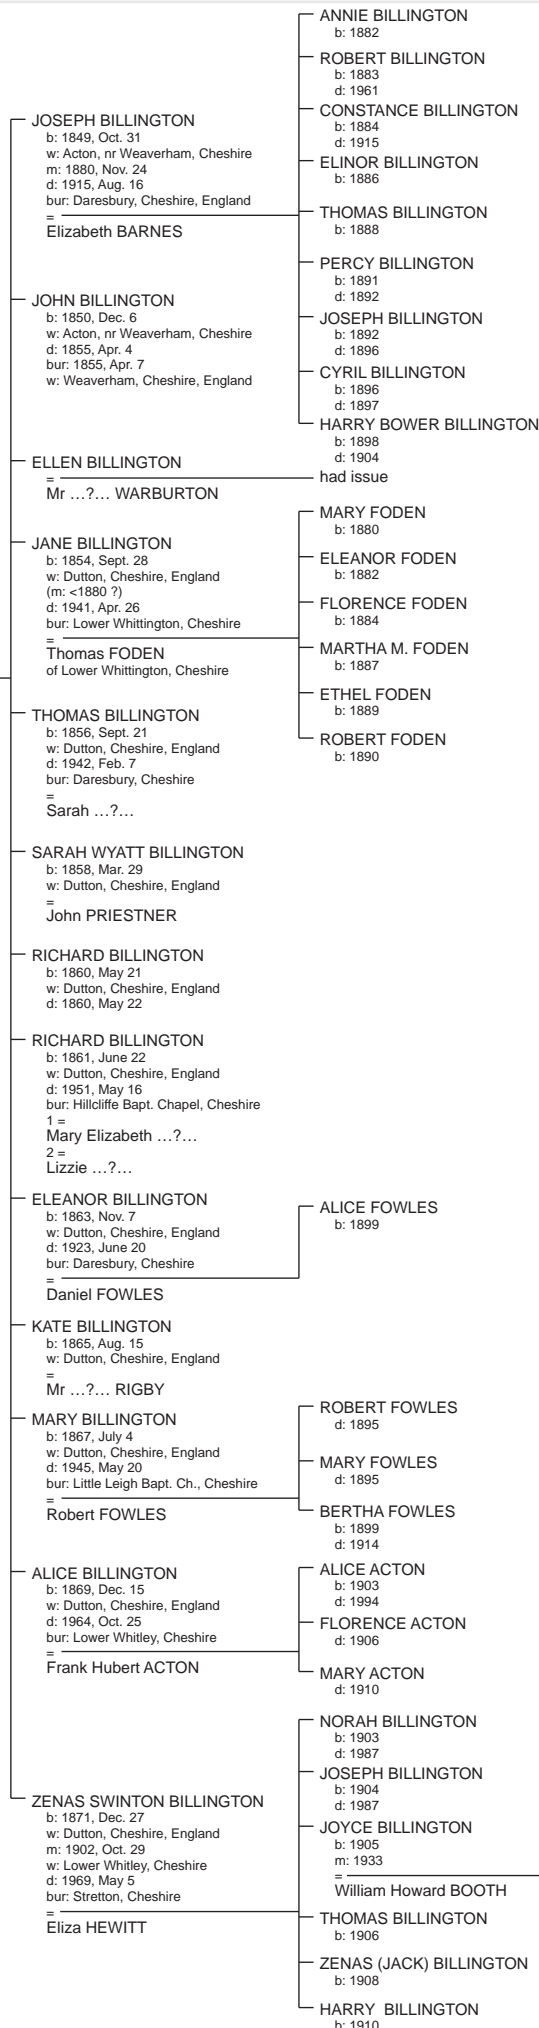 ANNIE BILLINGTON
b: 1882
ROBERT BILLINGTON
b: 1883
d: 1961
CONSTANCE BILLINGTON
b: 1884
d: 1915
ELINOR BILLINGTON
b: 1886
THOMAS BILLINGTON
b: 1888
PERCY BILLINGTON
b: 1891
d: 1892
JOSEPH BILLINGTON
b: 1892
d: 1896
CYRIL BILLINGTON
b: 1896
d: 1897
HARRY BOWER BILLINGTON
b: 1898
d: 1904
JOSEPH BILLINGTON
b: 1849, Oct. 31
w: Acton, nr Weaverham, Cheshire
m: 1880, Nov. 24
d: 1915, Aug. 16
bur: Daresbury, Cheshire, England
=
Elizabeth BARNES
JOHN BILLINGTON
b: 1850, Dec. 6
w: Acton, nr Weaverham, Cheshire
d: 1855, Apr. 4
bur: 1855, Apr. 7
w: Weaverham, Cheshire, England
ELLEN BILLINGTON
=
Mr …?… WARBURTON
had issue
JANE BILLINGTON
b: 1854, Sept. 28
w: Dutton, Cheshire, England
(m: <1880 ?)
d: 1941, Apr. 26
bur: Lower Whittington, Cheshire
=
Thomas FODEN
of Lower Whittington, Cheshire
MARY FODEN
b: 1880
ELEANOR FODEN
b: 1882
FLORENCE FODEN
b: 1884
MARTHA M. FODEN
b: 1887
ETHEL FODEN
b: 1889
ROBERT FODEN
b: 1890
THOMAS BILLINGTON
b: 1856, Sept. 21
w: Dutton, Cheshire, England
d: 1942, Feb. 7
bur: Daresbury, Cheshire
=
Sarah …?…
SARAH WYATT BILLINGTON
b: 1858, Mar. 29
w: Dutton, Cheshire, England
=
John PRIESTNER
RICHARD BILLINGTON
b: 1860, May 21
w: Dutton, Cheshire, England
d: 1860, May 22
RICHARD BILLINGTON
b: 1861, June 22
w: Dutton, Cheshire, England
d: 1951, May 16
bur: Hillcliffe Bapt. Chapel, Cheshire
1 =
Mary Elizabeth …?…
2 =
Lizzie …?…
ELEANOR BILLINGTON
b: 1863, Nov. 7
w: Dutton, Cheshire, England
d: 1923, June 20
bur: Daresbury, Cheshire
=
Daniel FOWLES
ALICE FOWLES
b: 1899
KATE BILLINGTON
b: 1865, Aug. 15
w: Dutton, Cheshire, England
=
Mr …?… RIGBY
MARY BILLINGTON
b: 1867, July 4
w: Dutton, Cheshire, England
d: 1945, May 20
bur: Little Leigh Bapt. Ch., Cheshire
=
Robert FOWLES
ROBERT FOWLES
d: 1895
MARY FOWLES
d: 1895
BERTHA FOWLES
b: 1899
d: 1914
ALICE BILLINGTON
b: 1869, Dec. 15
w: Dutton, Cheshire, England
d: 1964, Oct. 25
bur: Lower Whitley, Cheshire
=
Frank Hubert ACTON
ALICE ACTON
b: 1903
d: 1994
FLORENCE ACTON
d: 1906
MARY ACTON
d: 1910
ZENAS SWINTON BILLINGTON
b: 1871, Dec. 27
w: Dutton, Cheshire, England
m: 1902, Oct. 29
w: Lower Whitley, Cheshire
d: 1969, May 5
bur: Stretton, Cheshire
=
Eliza HEWITT
NORAH BILLINGTON
b: 1903
d: 1987
JOSEPH BILLINGTON
b: 1904
d: 1987
JOYCE BILLINGTON
b: 1905
m: 1933
=
William Howard BOOTH
THOMAS BILLINGTON
b: 1906
ZENAS (JACK) BILLINGTON
b: 1908
HARRY BILLINGTON
b: 1910